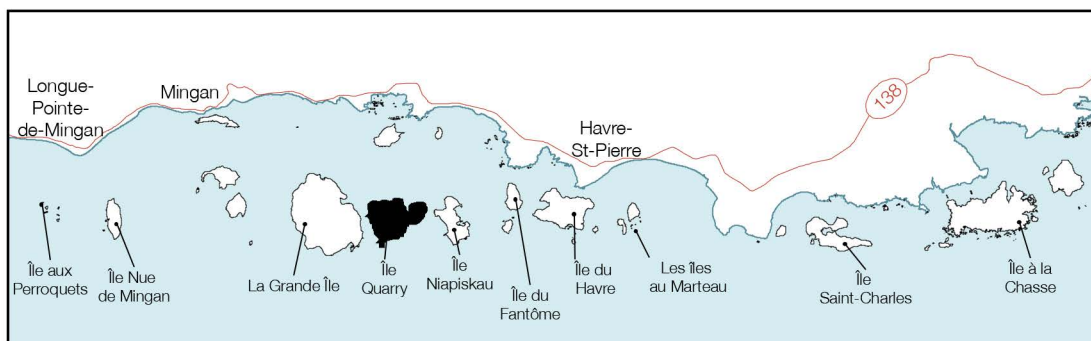 Longue-
Pointe-
de-Mingan
Mingan
Havre-
St-Pierre
138
Île aux
Perroquets
Île Nue
de Mingan
La Grande Île
Île
Quarry
Île
Niapiskau
Île du
Fantôme
Île du
Havre
Les îles
au Marteau
Île
Saint-Charles
Île à la
Chasse